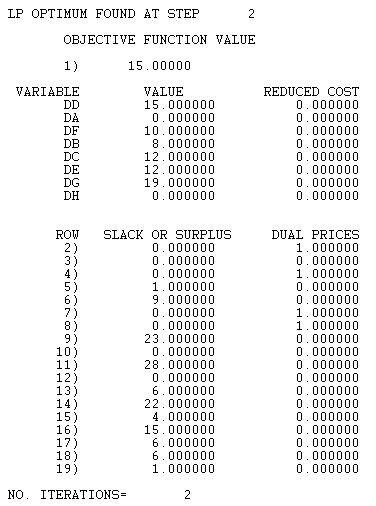 LP OPTIMUM FOUND AT STEP 2
OBJECTIVE FUNCTION VALUE
1) 15.00000
VARIABLE VALUE REDUCED COST
DD 15.000000 0.000000
DA 0.000000 0.000000
DF 10.000000 0.000000
DB 8.000000 0.000000
DC 12.000000 0.000000
DE 12.000000 0.000000
DG 19.000000 0.000000
DH 0.000000 0.000000
ROW SLACK OR SURPLUS DUAL PRICES
2) 0.000000 1.000000
3) 0.000000 0.000000
4) 0.000000 1.000000
5) 1.000000 0.000000
6) 9.000000 0.000000
7) 0.000000 1.000000
8) 0.000000 1.000000
9) 23.000000 0.000000
10) 0.000000 0.000000
11) 28.000000 0.000000
12) 0.000000 0.000000
13) 6.000000 0.000000
14) 22.000000 0.000000
15) 4.000000 0.000000
16) 15.000000 0.000000
17) 6.000000 0.000000
18) 6.000000 0.000000
19) 1.000000 0.000000
NO. ITERATIONS= 2